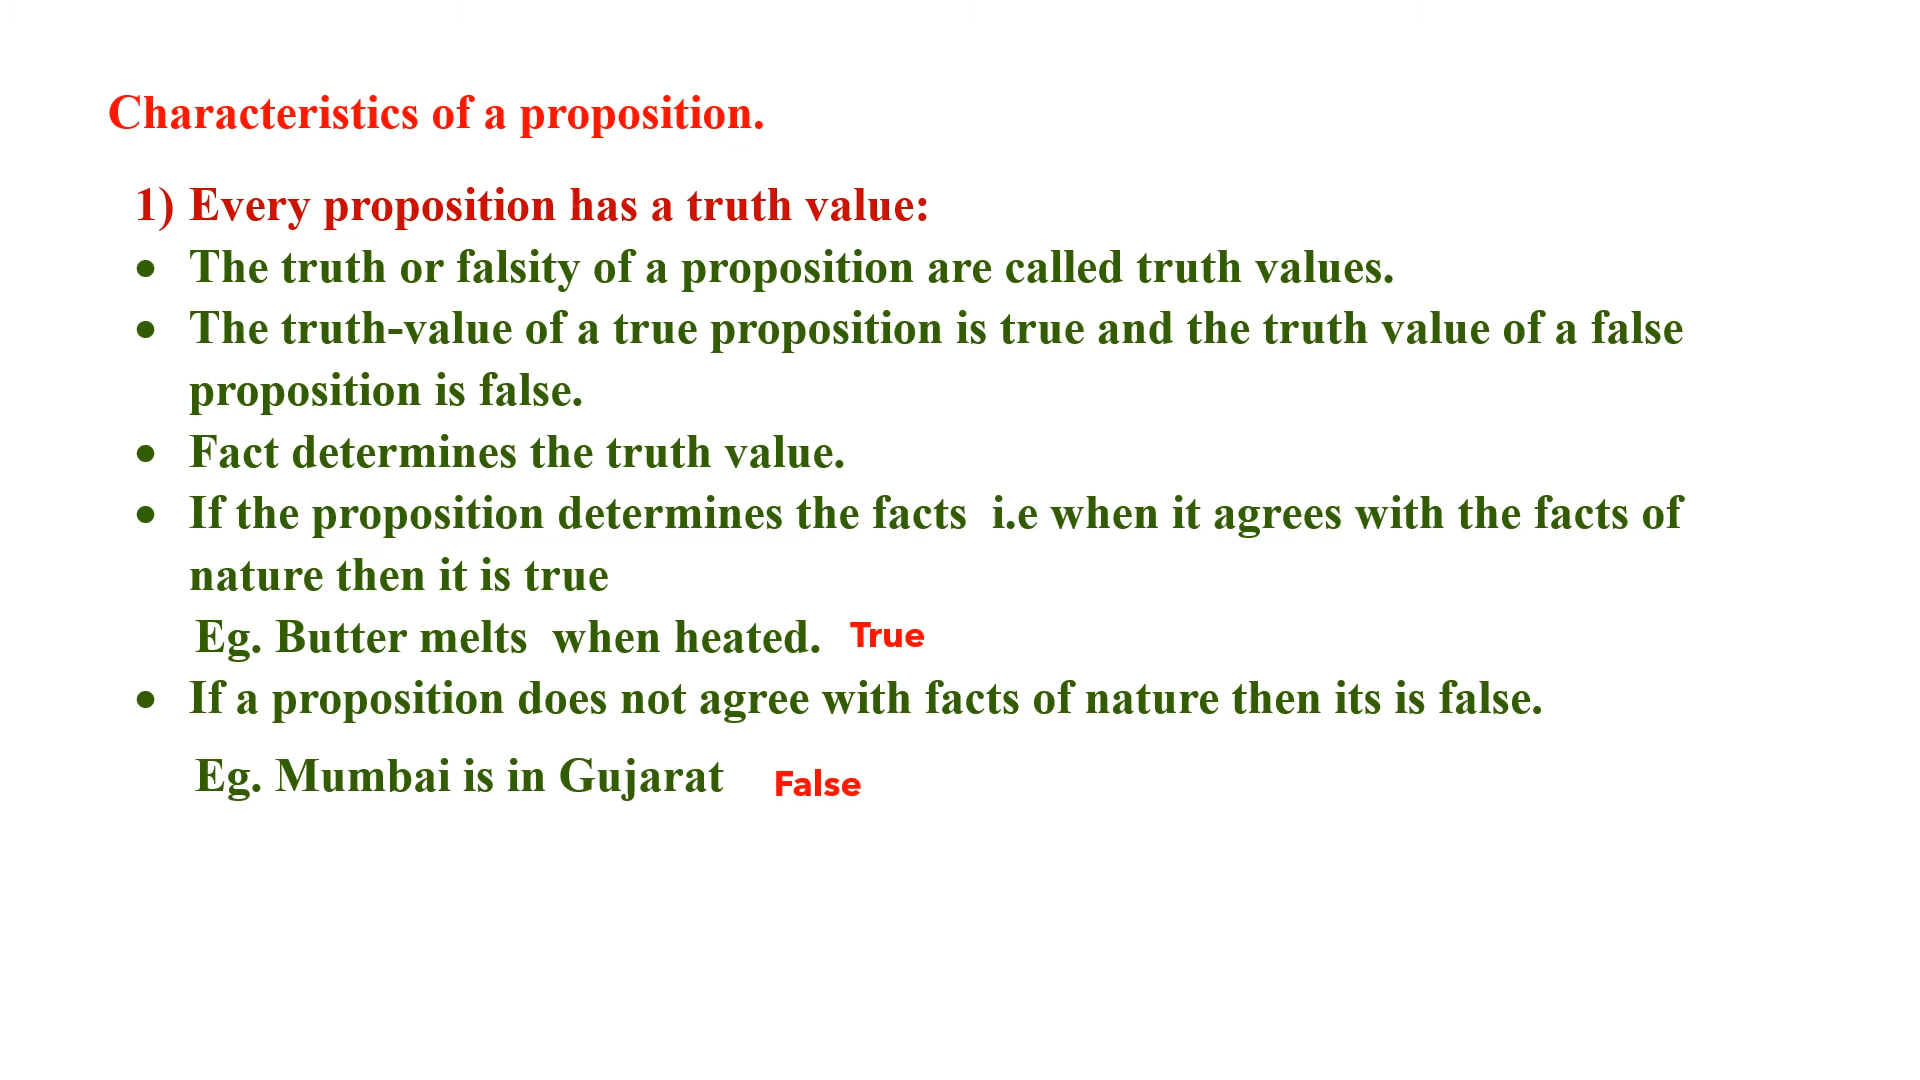 Characteristics of a proposition.
1) Every proposition has a truth value:
• The truth or falsity of a proposition are called truth values.
• The truth-value of a true proposition is true and the truth value of a false
proposition is false.
• Fact determines the truth value.
• If the proposition determines the facts  i.e when it agrees with the facts of
nature then it is true
Eg. Butter melts  when heated. True
• If a proposition does not agree with facts of nature then its is false.
Eg. Mumbai is in Gujarat False